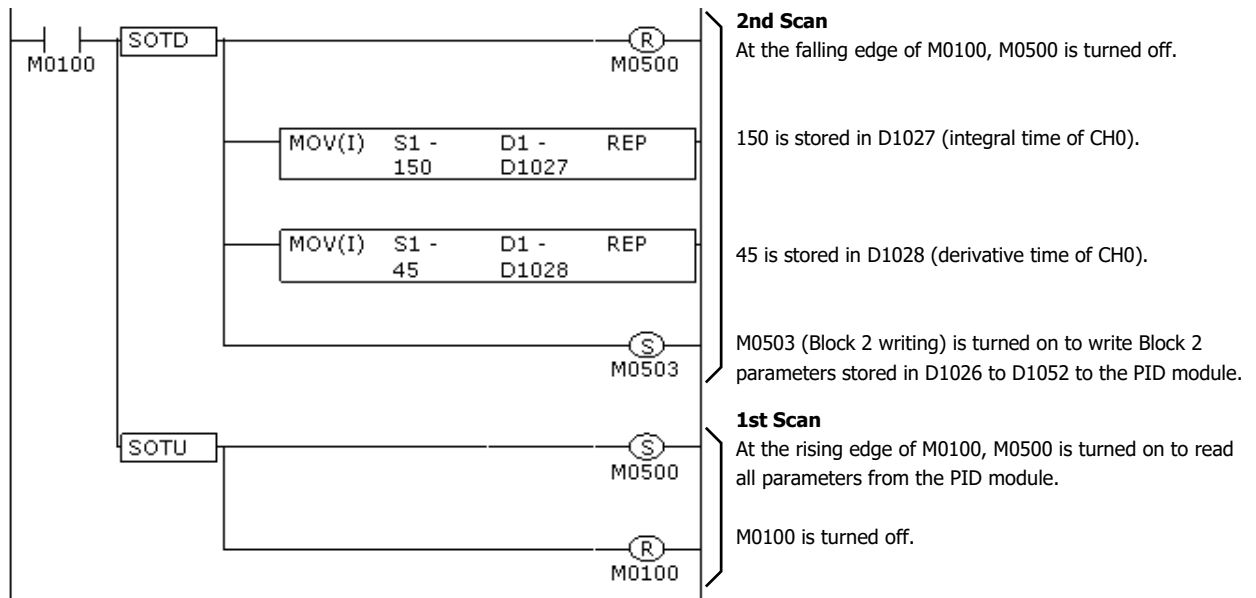 2nd Scan
SOTD
R
M0100
M0500
At the falling edge of M0100, M0500 is turned off.
MOV(I) S1 - D1 - REP
150 D1027
150 is stored in D1027 (integral time of CH0).
MOV(I) S1 - D1 - REP
45 D1028
45 is stored in D1028 (derivative time of CH0).
S
M0503
M0503 (Block 2 writing) is turned on to write Block 2
parameters stored in D1026 to D1052 to the PID module.
1st Scan
SOTU
S
M0500
At the rising edge of M0100, M0500 is turned on to read
all parameters from the PID module.
R
M0100
M0100 is turned off.